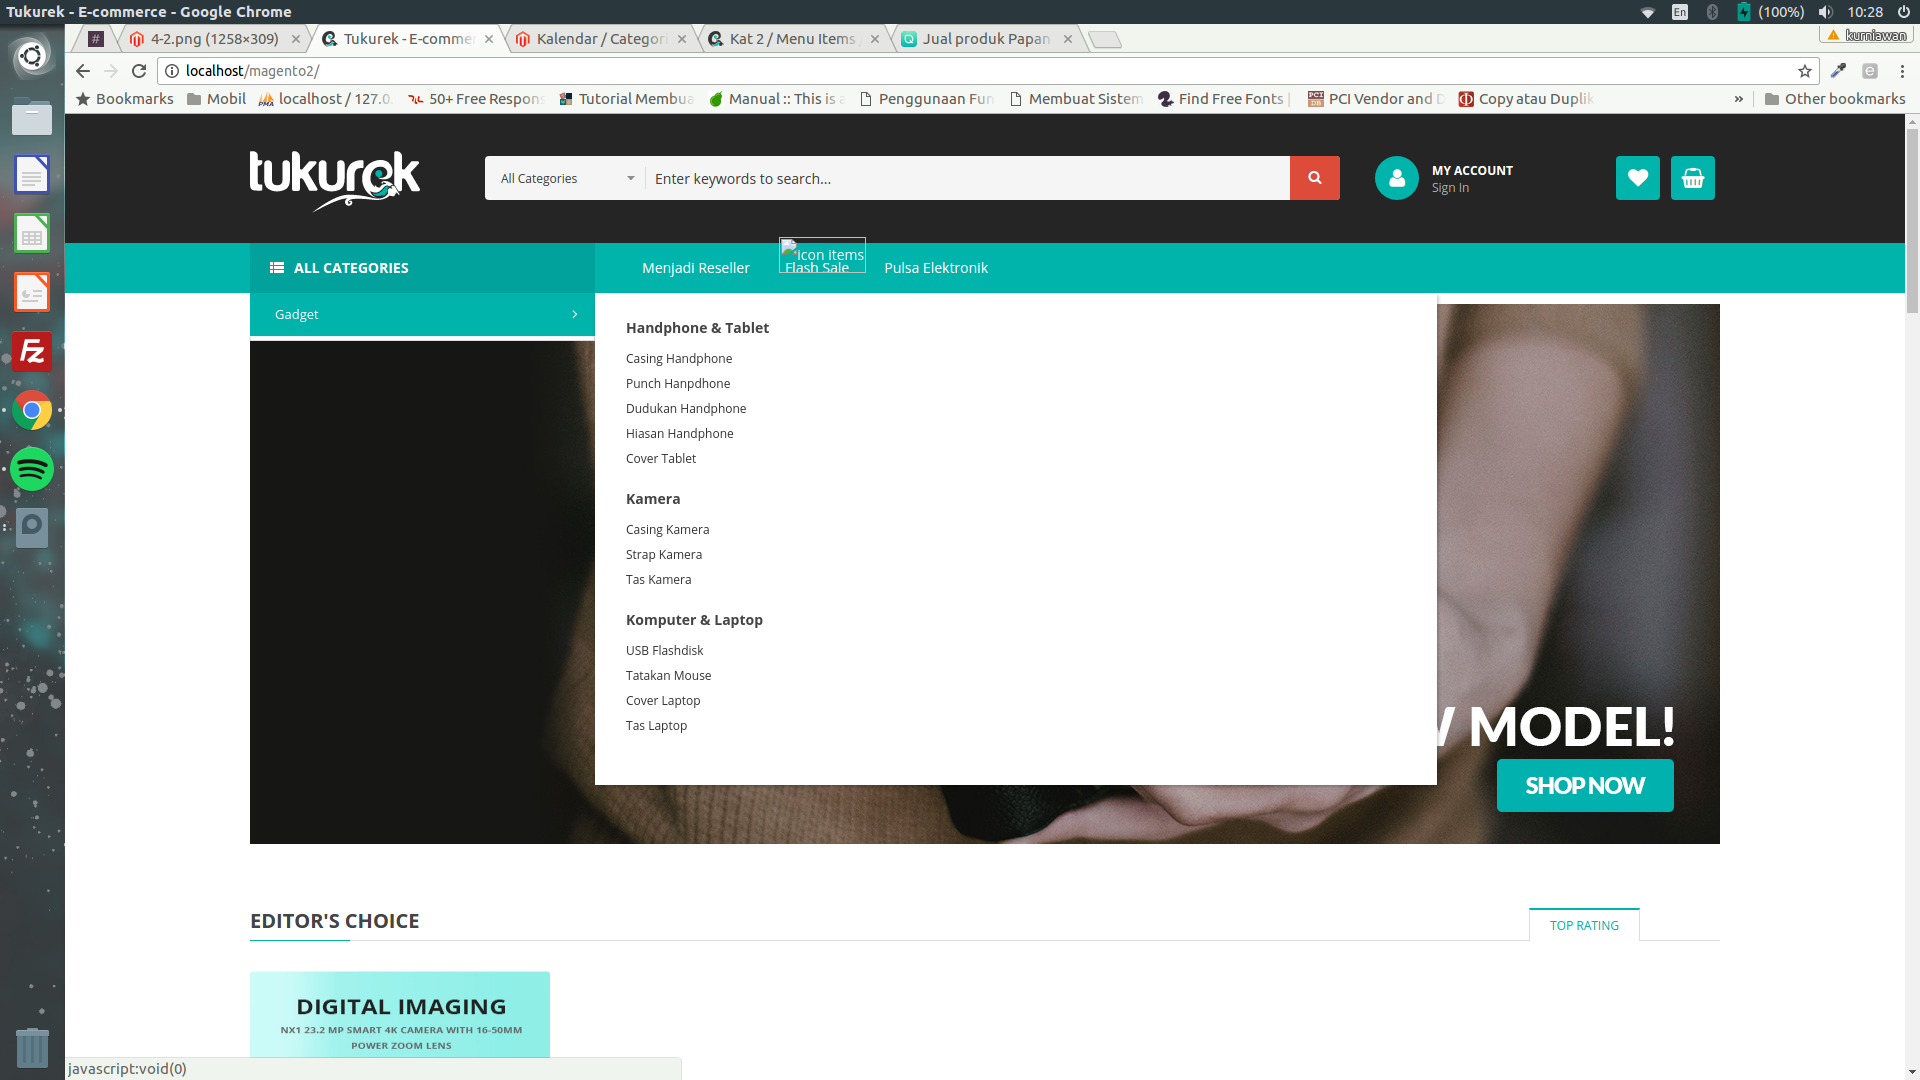 Tukurek - E-commerce - Google Chrome
En
(100%)
10:28
#
4-2.png (1258×309)
Tukurek - E-comme
Kalendar / Categori
Kat 2 / Menu Items
Jual produk Papan
kurniawan
localhost/magento2/
Bookmarks
Mobil
localhost / 127.0.
50+ Free Respon
Tutorial Membua
Manual :: This is a
Penggunaan Fun
Membuat Sistem
Find Free Fonts |
PCI Vendor and D
Copy atau Duplik
»
Other bookmarks
tukurek
All Categories
Enter keywords to search...
MY ACCOUNT
Sign In
ALL CATEGORIES
Menjadi Reseller
Icon items
Flash Sale
Pulsa Elektronik
Gadget
Handphone & Tablet
Casing Handphone
Punch Hanpdhone
Dudukan Handphone
Hiasan Handphone
Cover Tablet
Kamera
Casing Kamera
Strap Kamera
Tas Kamera
Komputer & Laptop
USB Flashdisk
Tatakan Mouse
Cover Laptop
Tas Laptop
W MODEL!
SHOP NOW
EDITOR'S CHOICE
TOP RATING
DIGITAL IMAGING
NX1 23.2 MP SMART 4K CAMERA WITH 16-50MM
POWER ZOOM LENS
javascript:void(0)